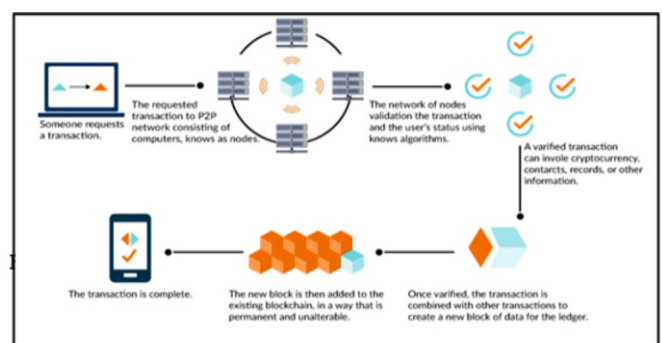 Someone requests
a transaction.
The requested
transaction to P2P
network consisting of
computers, knows as nodes.
The network of nodes
validation the transaction
and the user's status using
knows algorithms.
A varified transaction
can invole cryptocurrency,
contarcts, records, or other
information.
The transaction is complete.
The new block is then added to the
existing blockchain, in a way that is
permanent and unalterable.
Once varified, the transaction is
combined with other transactions to
create a new block of data for the ledger.